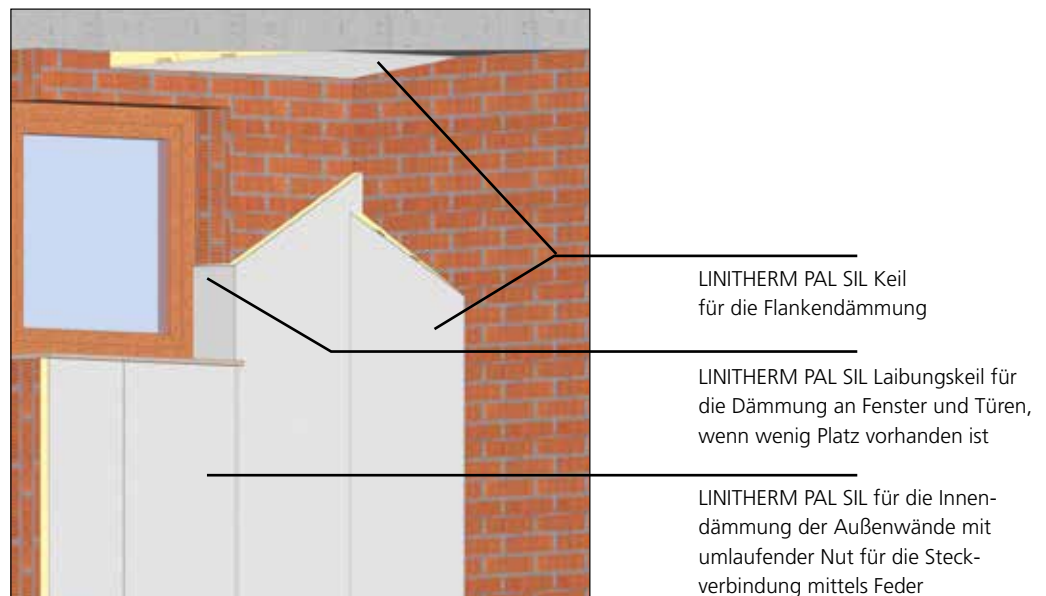 LINITHERM PAL SIL Keil
für die Flankendämmung
LINITHERM PAL SIL Laibungskeil für
die Dämmung an Fenster und Türen,
wenn wenig Platz vorhanden ist
LINITHERM PAL SIL für die Innen-
dämmung der Außenwände mit
umlaufender Nut für die Steck-
verbindung mittels Feder